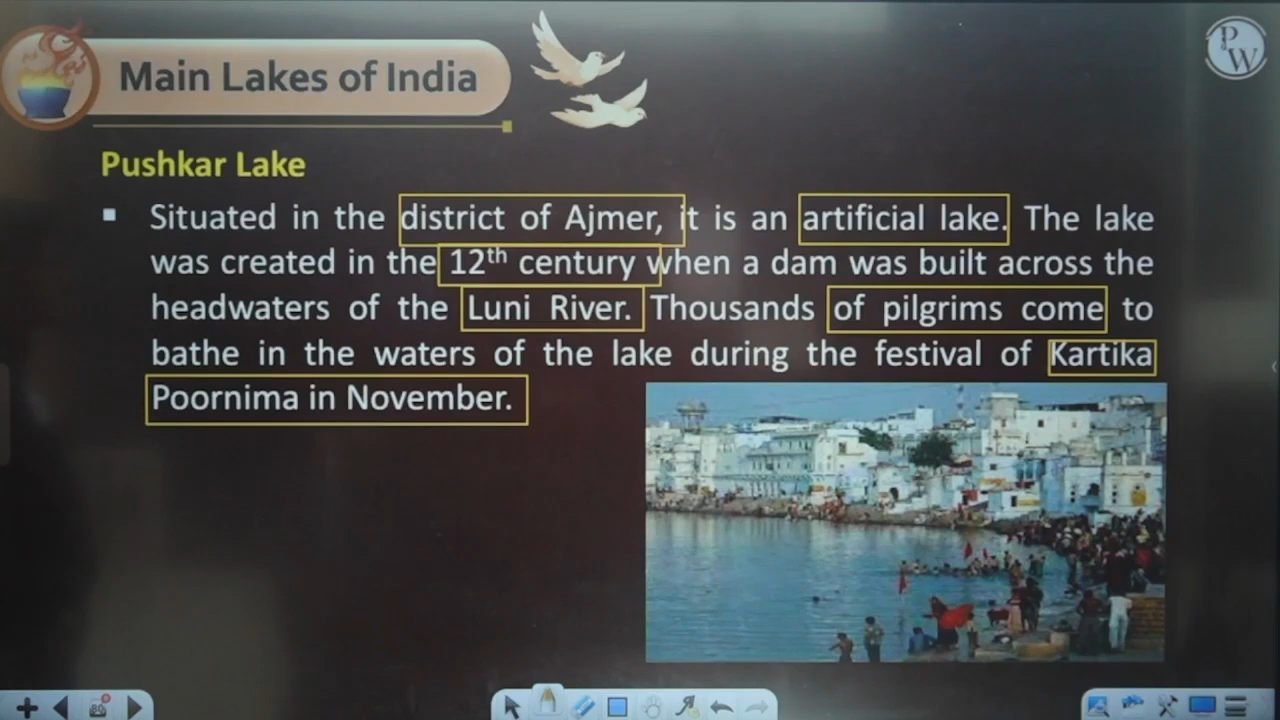 Main Lakes of India
PW
Pushkar Lake
▪ Situated in the district of Ajmer, it is an artificial lake. The lake
was created in the 12th century when a dam was built across the
headwaters of the Luni River. Thousands of pilgrims come to
bathe in the waters of the lake during the festival of Kartika
Poornima in November.